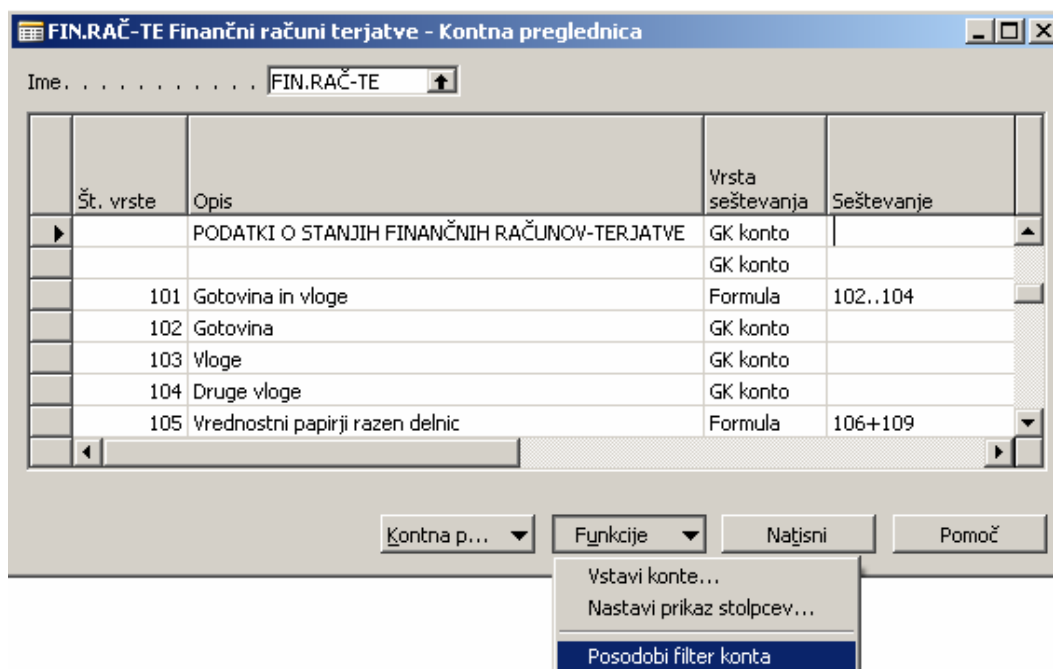 FIN.RAČ-TE Finančni računi terjatve - Kontna preglednica
Ime. . . . . . . . . . . . FIN.RAČ-TE
Št. vrste Opis Vrsta seštevanja Seštevanje
PODATKI O STANJIH FINANČNIH RAČUNOV-TERJATVE GK konto
GK konto
101 Gotovina in vloge Formula 102..104
102 Gotovina GK konto
103 Vloge GK konto
104 Druge vloge GK konto
105 Vrednostni papirji razen delnic Formula 106+109
Kontna p... Funkcije Natisni Pomoč
Vstavi konte...
Nastavi prikaz stolpcev...
Posodobi filter konta